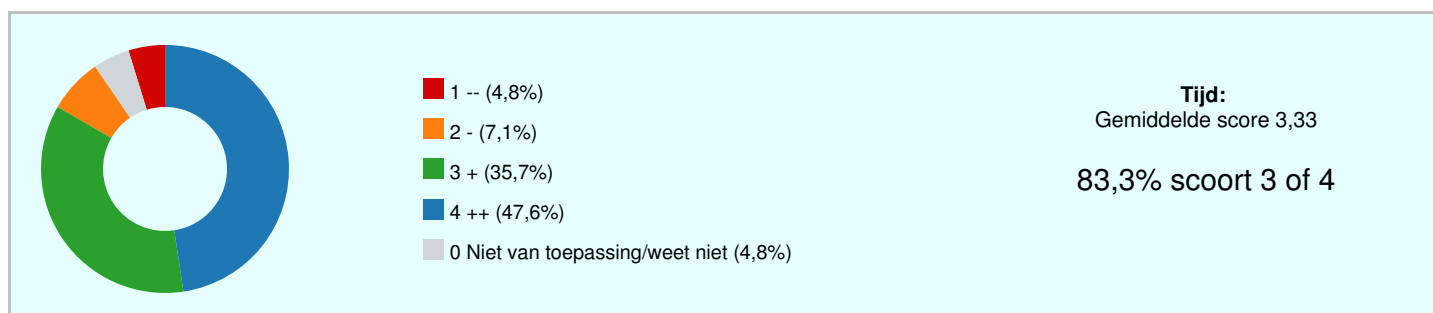 1 -- (4,8%)
2 - (7,1%)
3 + (35,7%)
4 ++ (47,6%)
0 Niet van toepassing/weet niet (4,8%)
Tijd:
Gemiddelde score 3,33
83,3% scoort 3 of 4